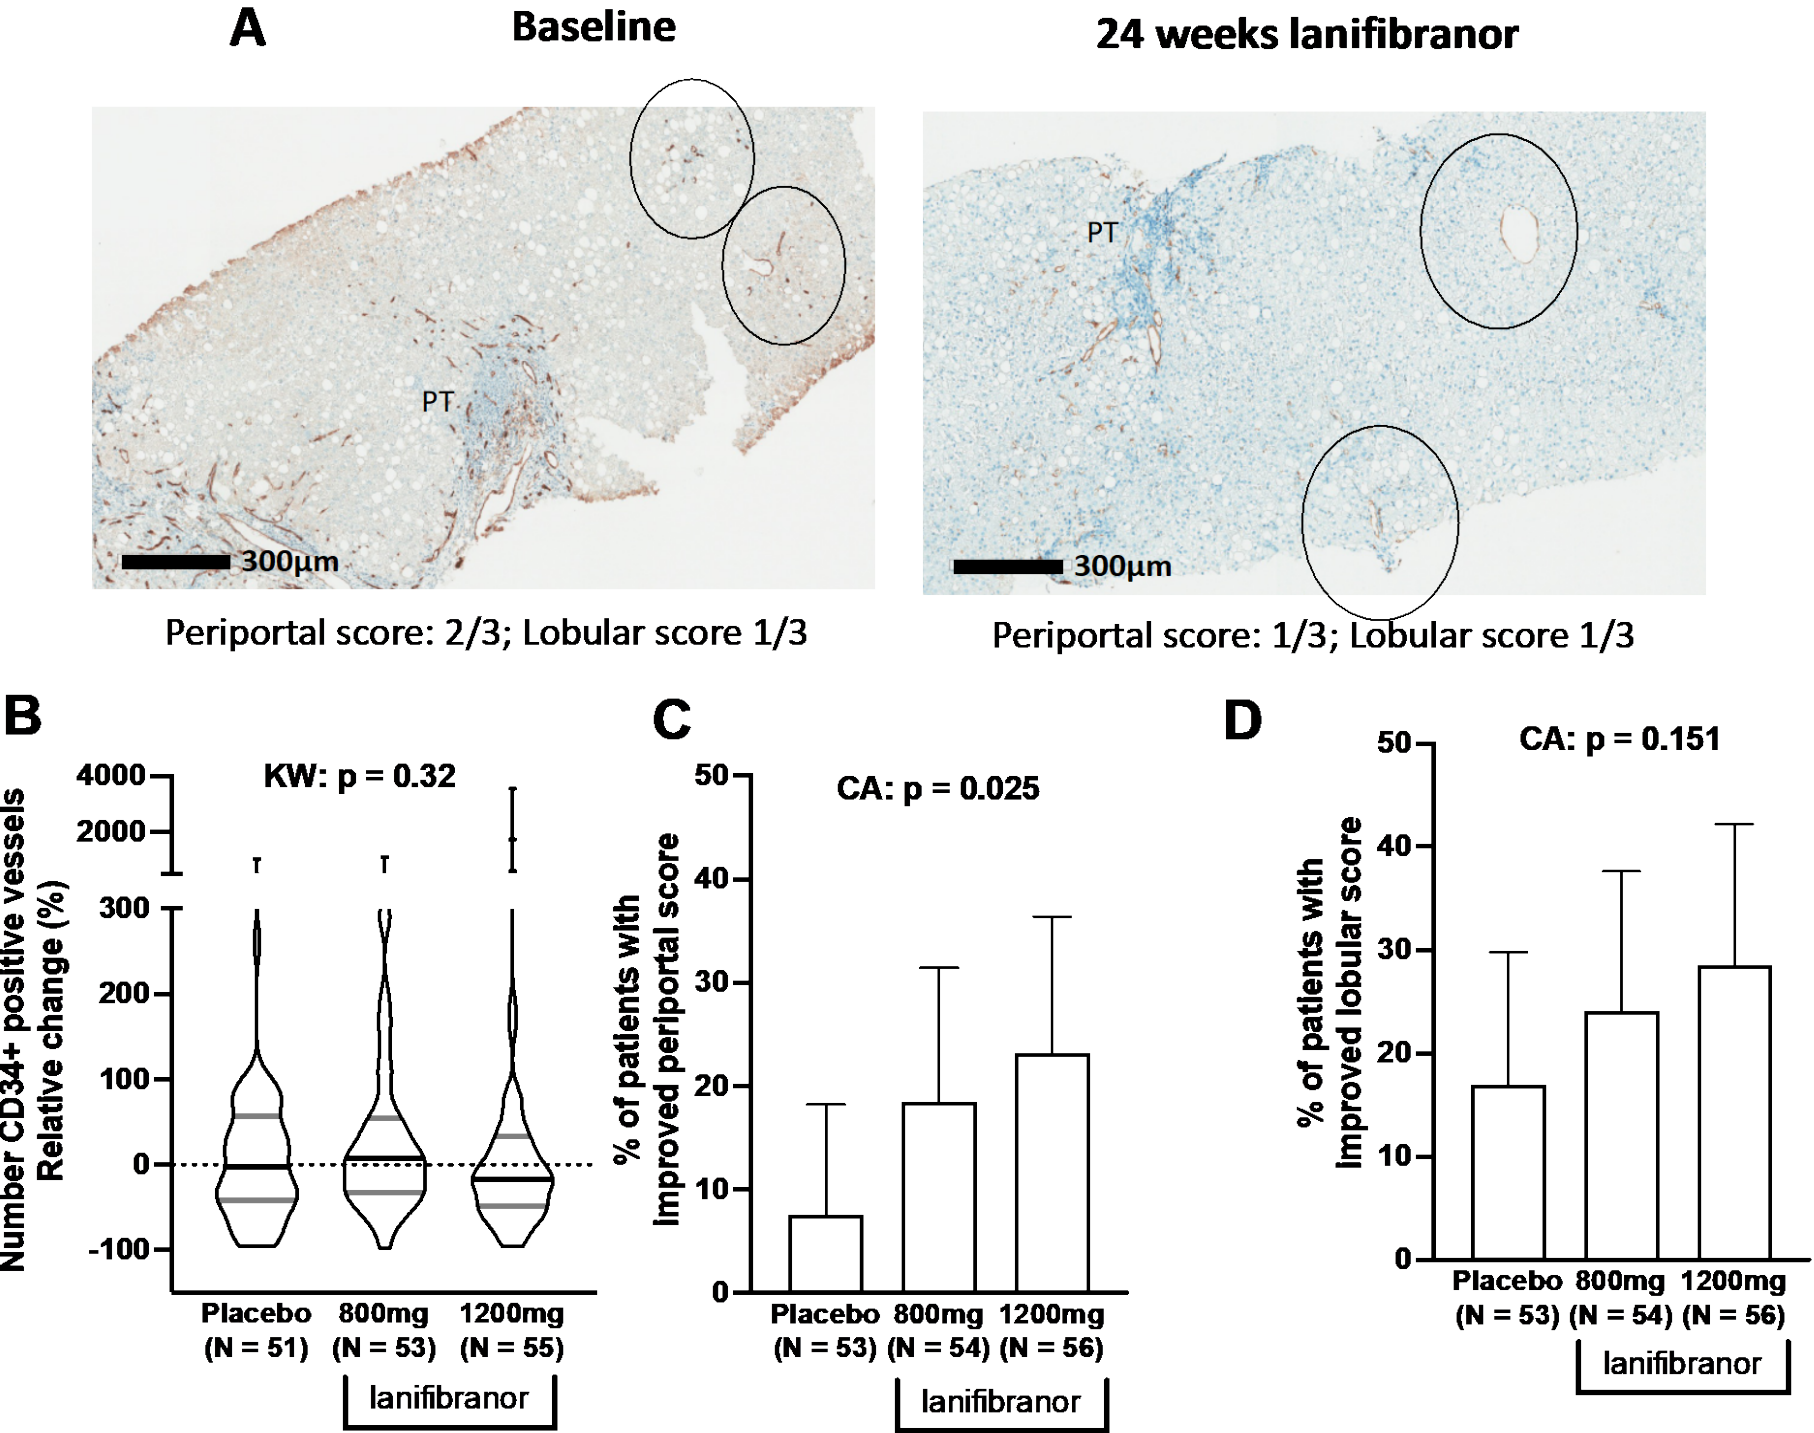 A
Baseline
24 weeks lanifibranor
PT
300µm
PT
300µm
Periportal score: 2/3; Lobular score 1/3
Periportal score: 1/3; Lobular score 1/3
B
Number CD34+ positive vessels
Relative change (%)
KW: p = 0.32
4000
2000
300
200
100
0
-100
Placebo
(N = 51)
800mg
(N = 53)
1200mg
(N = 55)
lanifibranor
C
% of patients with
improved periportal score
CA: p = 0.025
50
40
30
20
10
0
Placebo
(N = 53)
800mg
(N = 54)
1200mg
(N = 56)
lanifibranor
D
% of patients with
improved lobular score
CA: p = 0.151
50
40
30
20
10
0
Placebo
(N = 53)
800mg
(N = 54)
1200mg
(N = 56)
lanifibranor